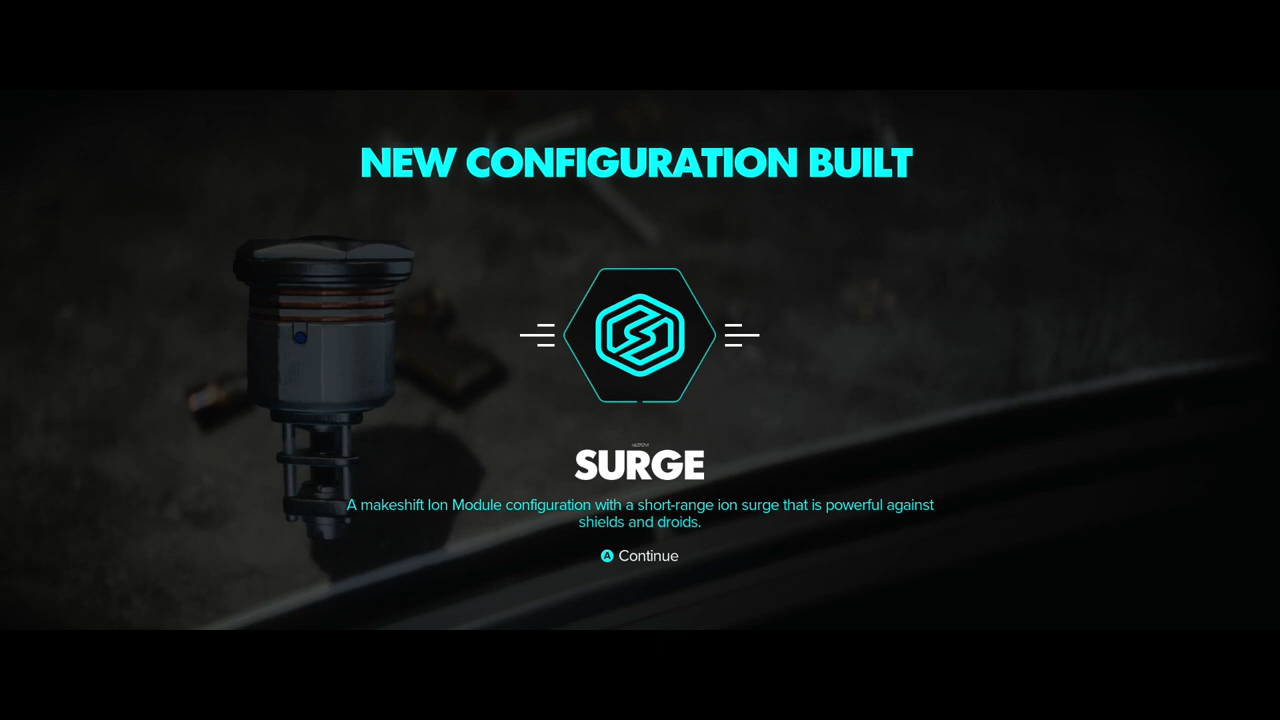 NEW CONFIGURATION BUILT
SURGE
A makeshift Ion Module configuration with a short-range ion surge that is powerful against
shields and droids.
A Continue